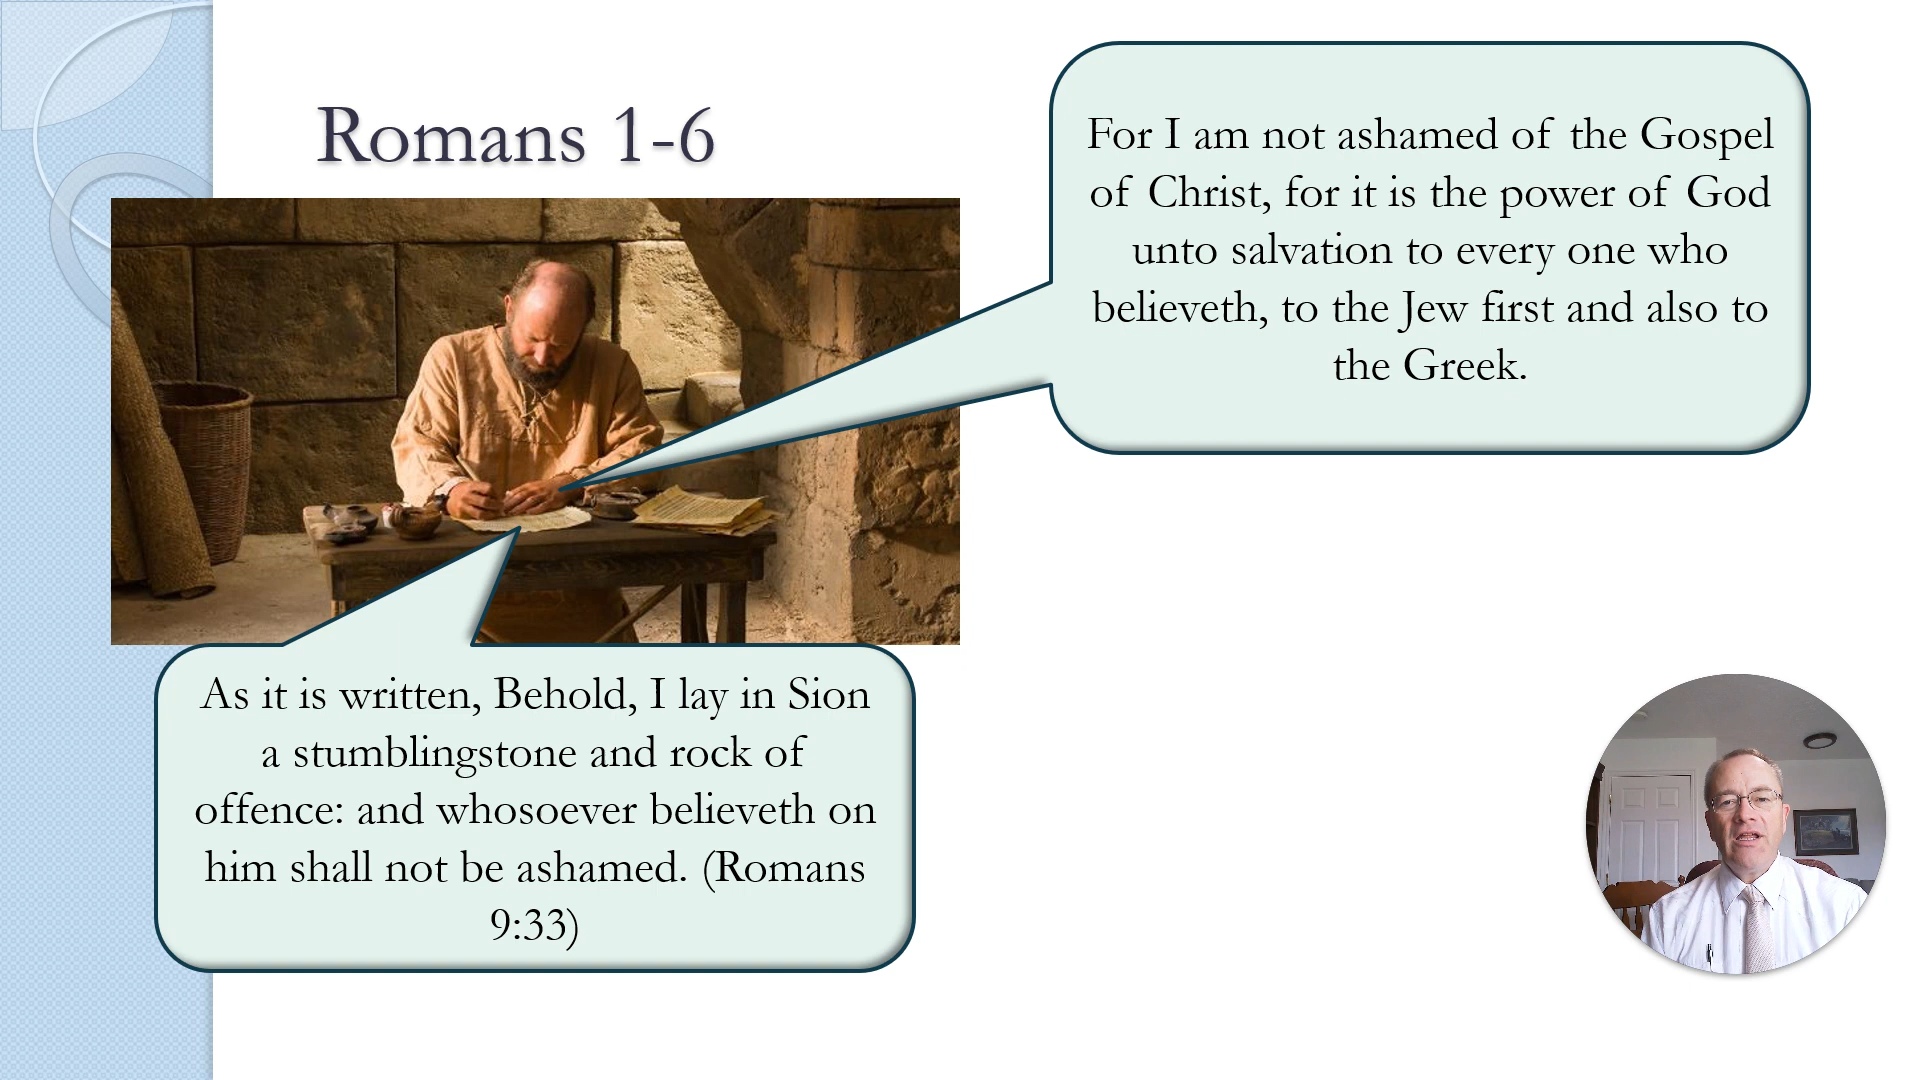 Romans 1-6
For I am not ashamed of the Gospel
of Christ, for it is the power of God
unto salvation to every one who
believeth, to the Jew first and also to
the Greek.
As it is written, Behold, I lay in Sion
a stumblingstone and rock of
offence: and whosoever believeth on
him shall not be ashamed. (Romans
9:33)